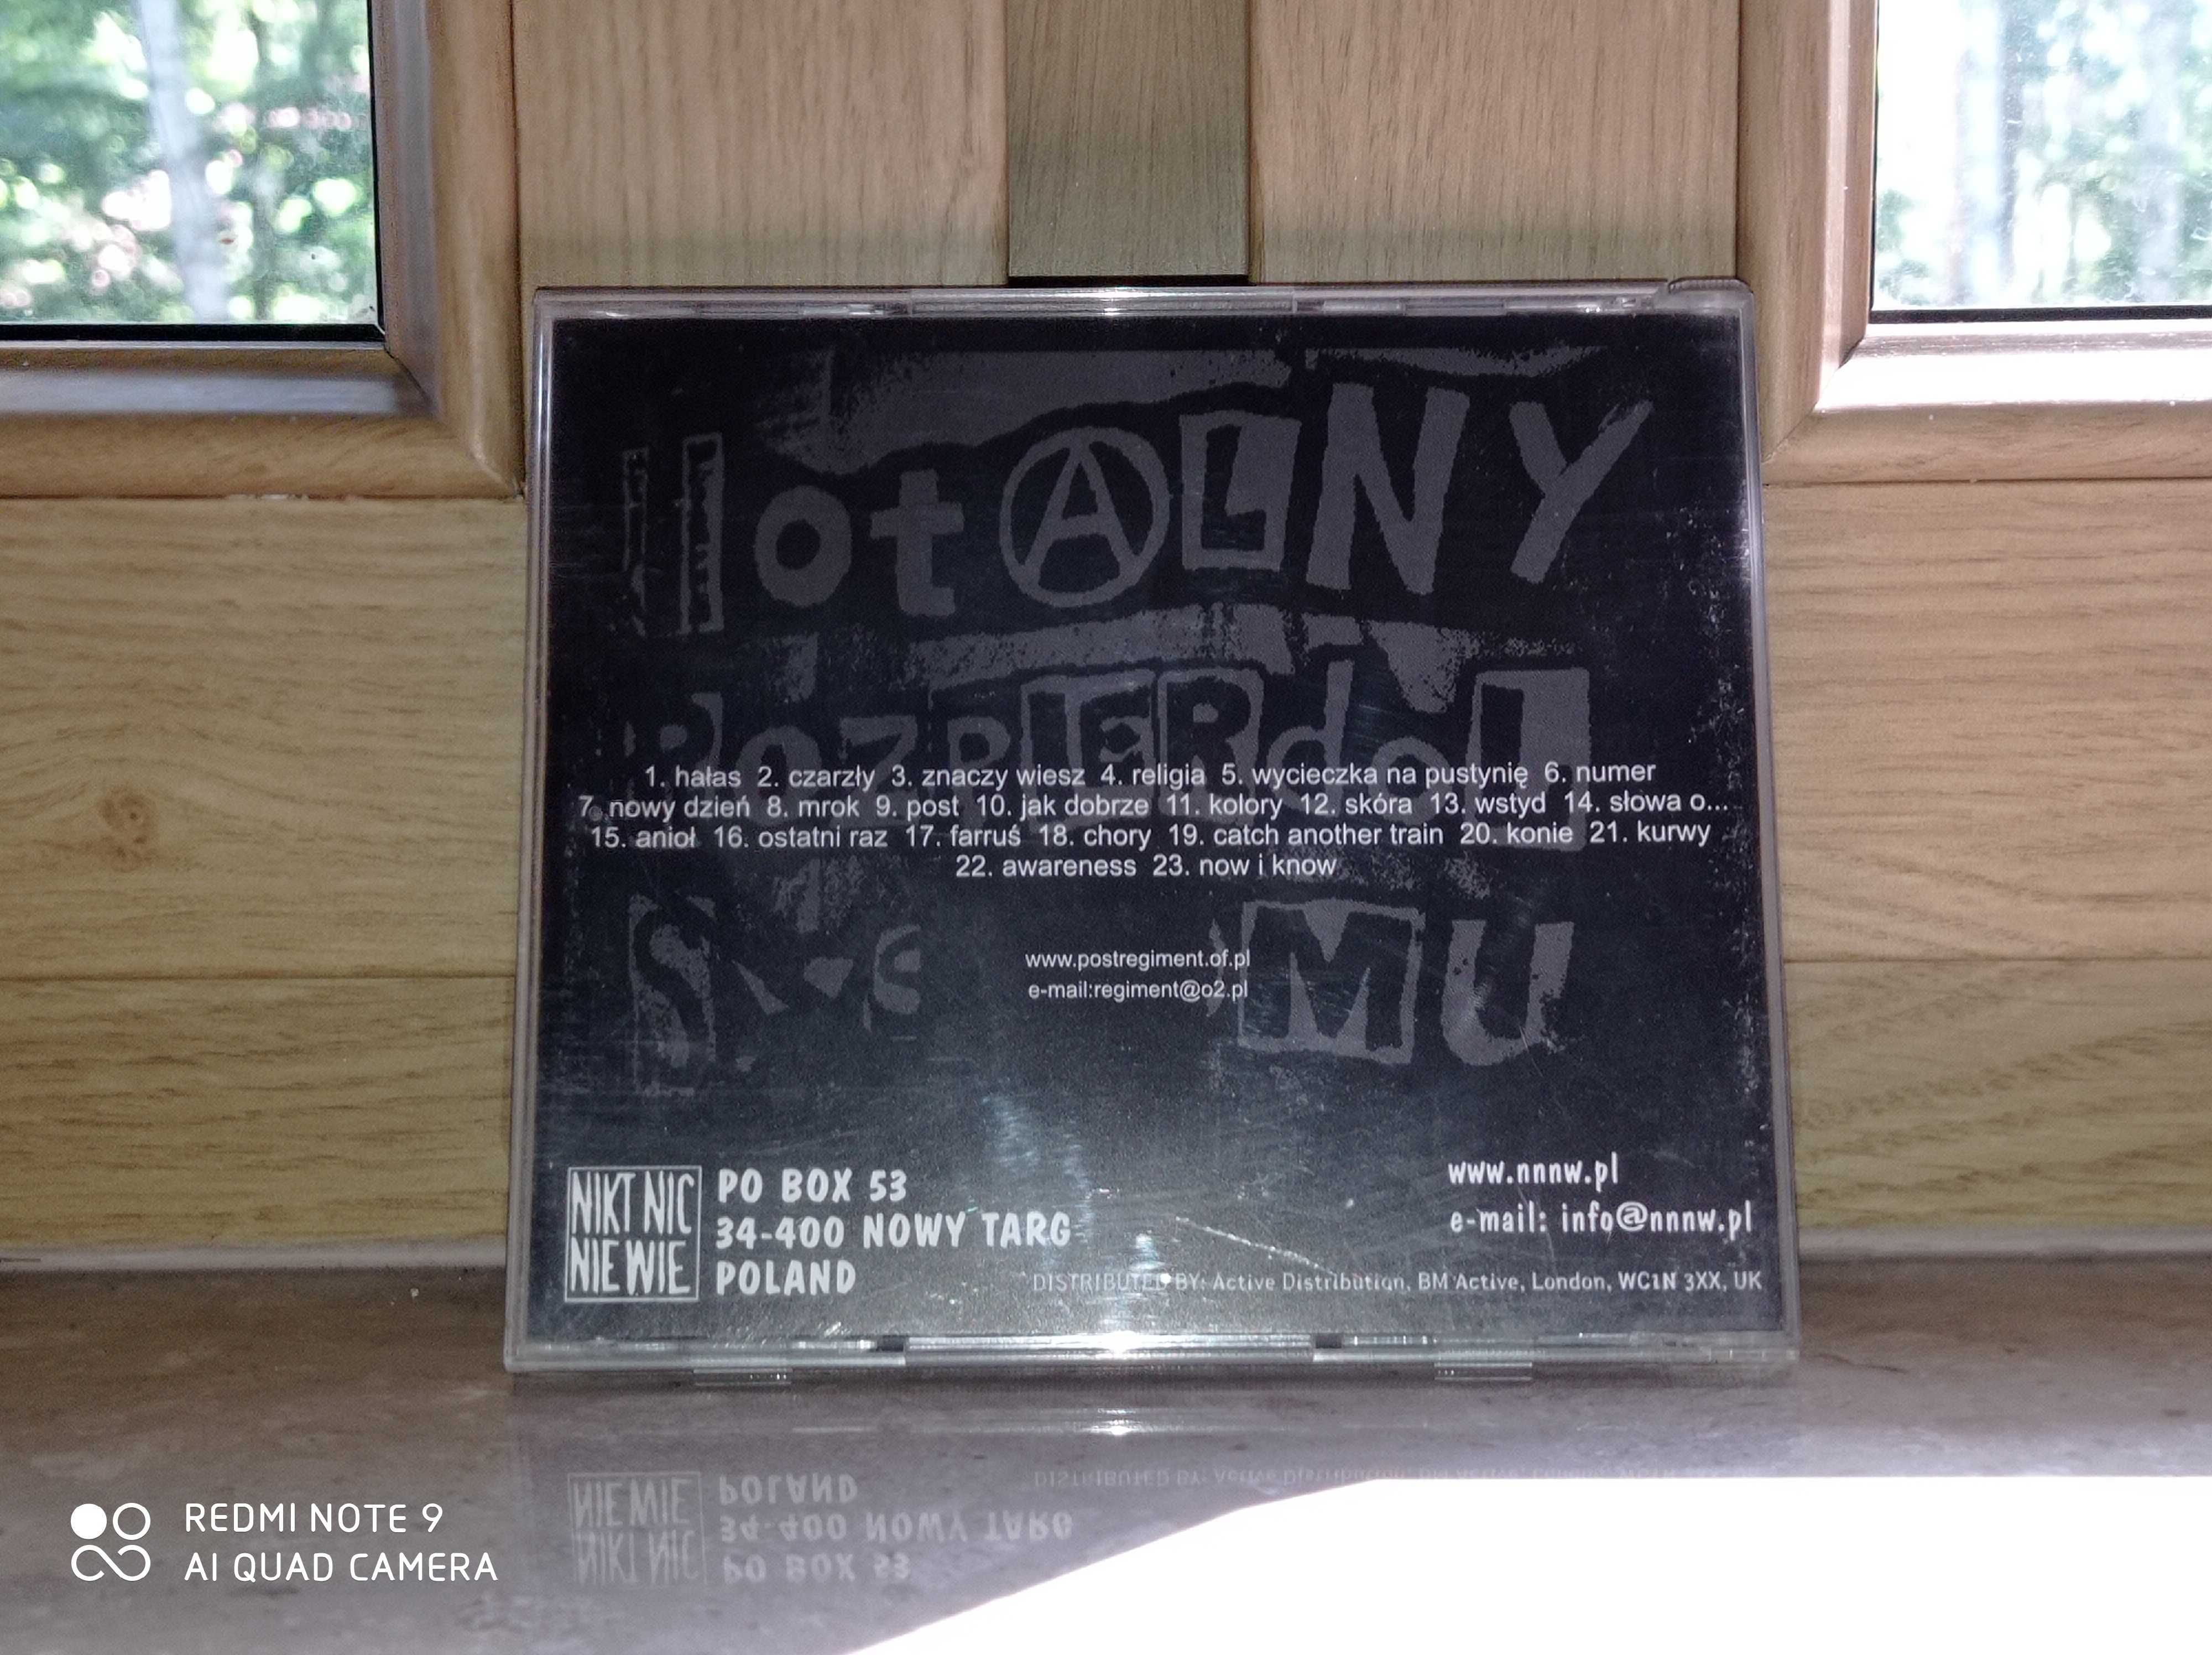 totALNY
ROZPIERdoL
SyS MU
1. hałas 2. czarzły 3. znaczy wiesz 4. religia 5. wycieczka na pustynię 6. numer
7. nowy dzień 8. mrok 9. post 10. jak dobrze 11. kolory 12. skóra 13. wstyd 14. słowa o...
15. anioł 16. ostatni raz 17. farruś 18. chory 19. catch another train 20. konie 21. kurwy
22. awareness 23. now i know
www.postregiment.of.pl
e-mail:regiment@o2.pl
NIKT NIC
NIE WIE
PO BOX 53
34-400 NOWY TARG
POLAND
www.nnnw.pl
e-mail: info@nnnw.pl
DISTRIBUTED BY: Active Distribution, BM Active, London, WC1N 3XX, UK
REDMI NOTE 9
AI QUAD CAMERA